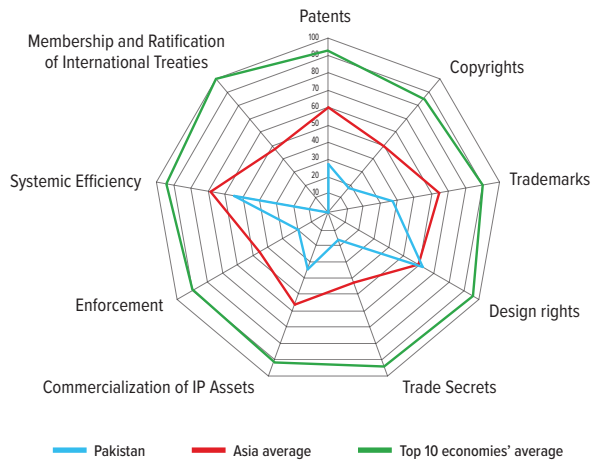 Patents
Membership and Ratification
of International Treaties
Copyrights
100
90
80
70
60
50
40
30
20
10
0
Systemic Efficiency
Trademarks
Enforcement
Design rights
Commercialization of IP Assets
Trade Secrets
Pakistan
Asia average
Top 10 economies’ average